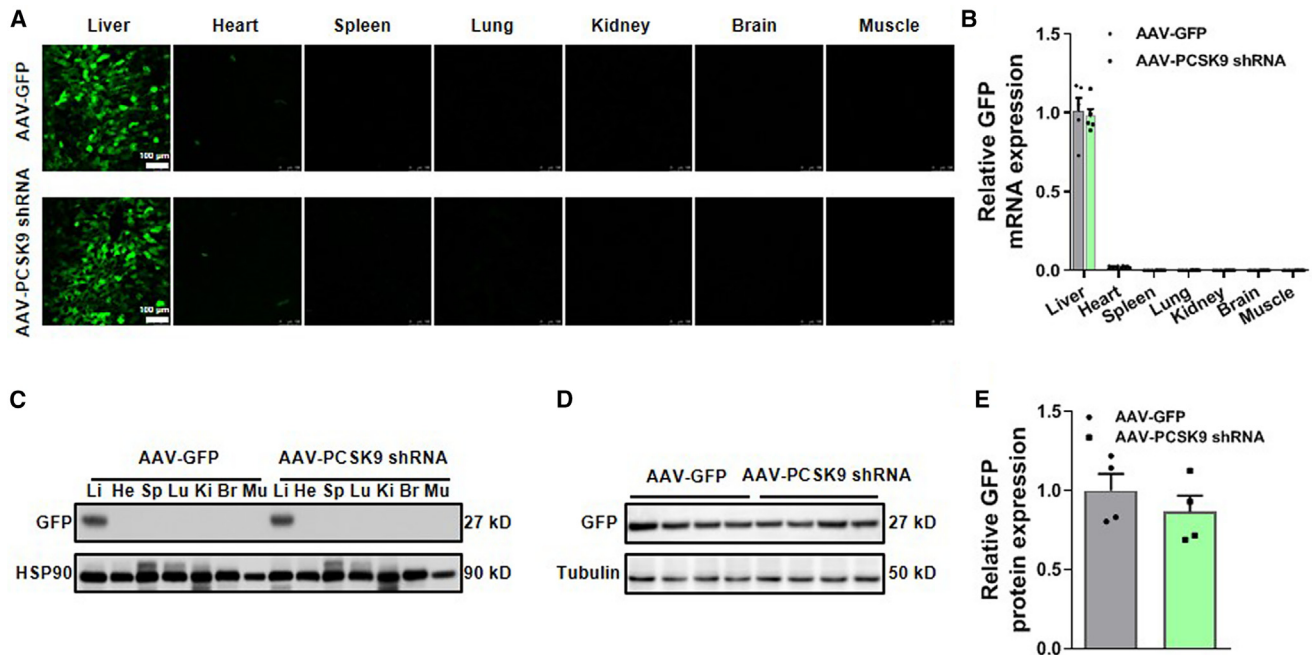 A
Liver Heart Spleen Lung Kidney Brain Muscle
AAV-GFP
100 µm
AAV-PCSK9 shRNA
100 µm
B
Relative GFP
mRNA expression
AAV-GFP
AAV-PCSK9 shRNA
1.5
1.0
0.5
0.0
Liver Heart Spleen Lung Kidney Brain Muscle
C
AAV-GFP AAV-PCSK9 shRNA
Li He Sp Lu Ki Br Mu Li He Sp Lu Ki Br Mu
GFP 27 kD
HSP90 90 kD
D
AAV-GFP AAV-PCSK9 shRNA
GFP 27 kD
Tubulin 50 kD
E
Relative GFP
protein expression
AAV-GFP
AAV-PCSK9 shRNA
1.5
1.0
0.5
0.0